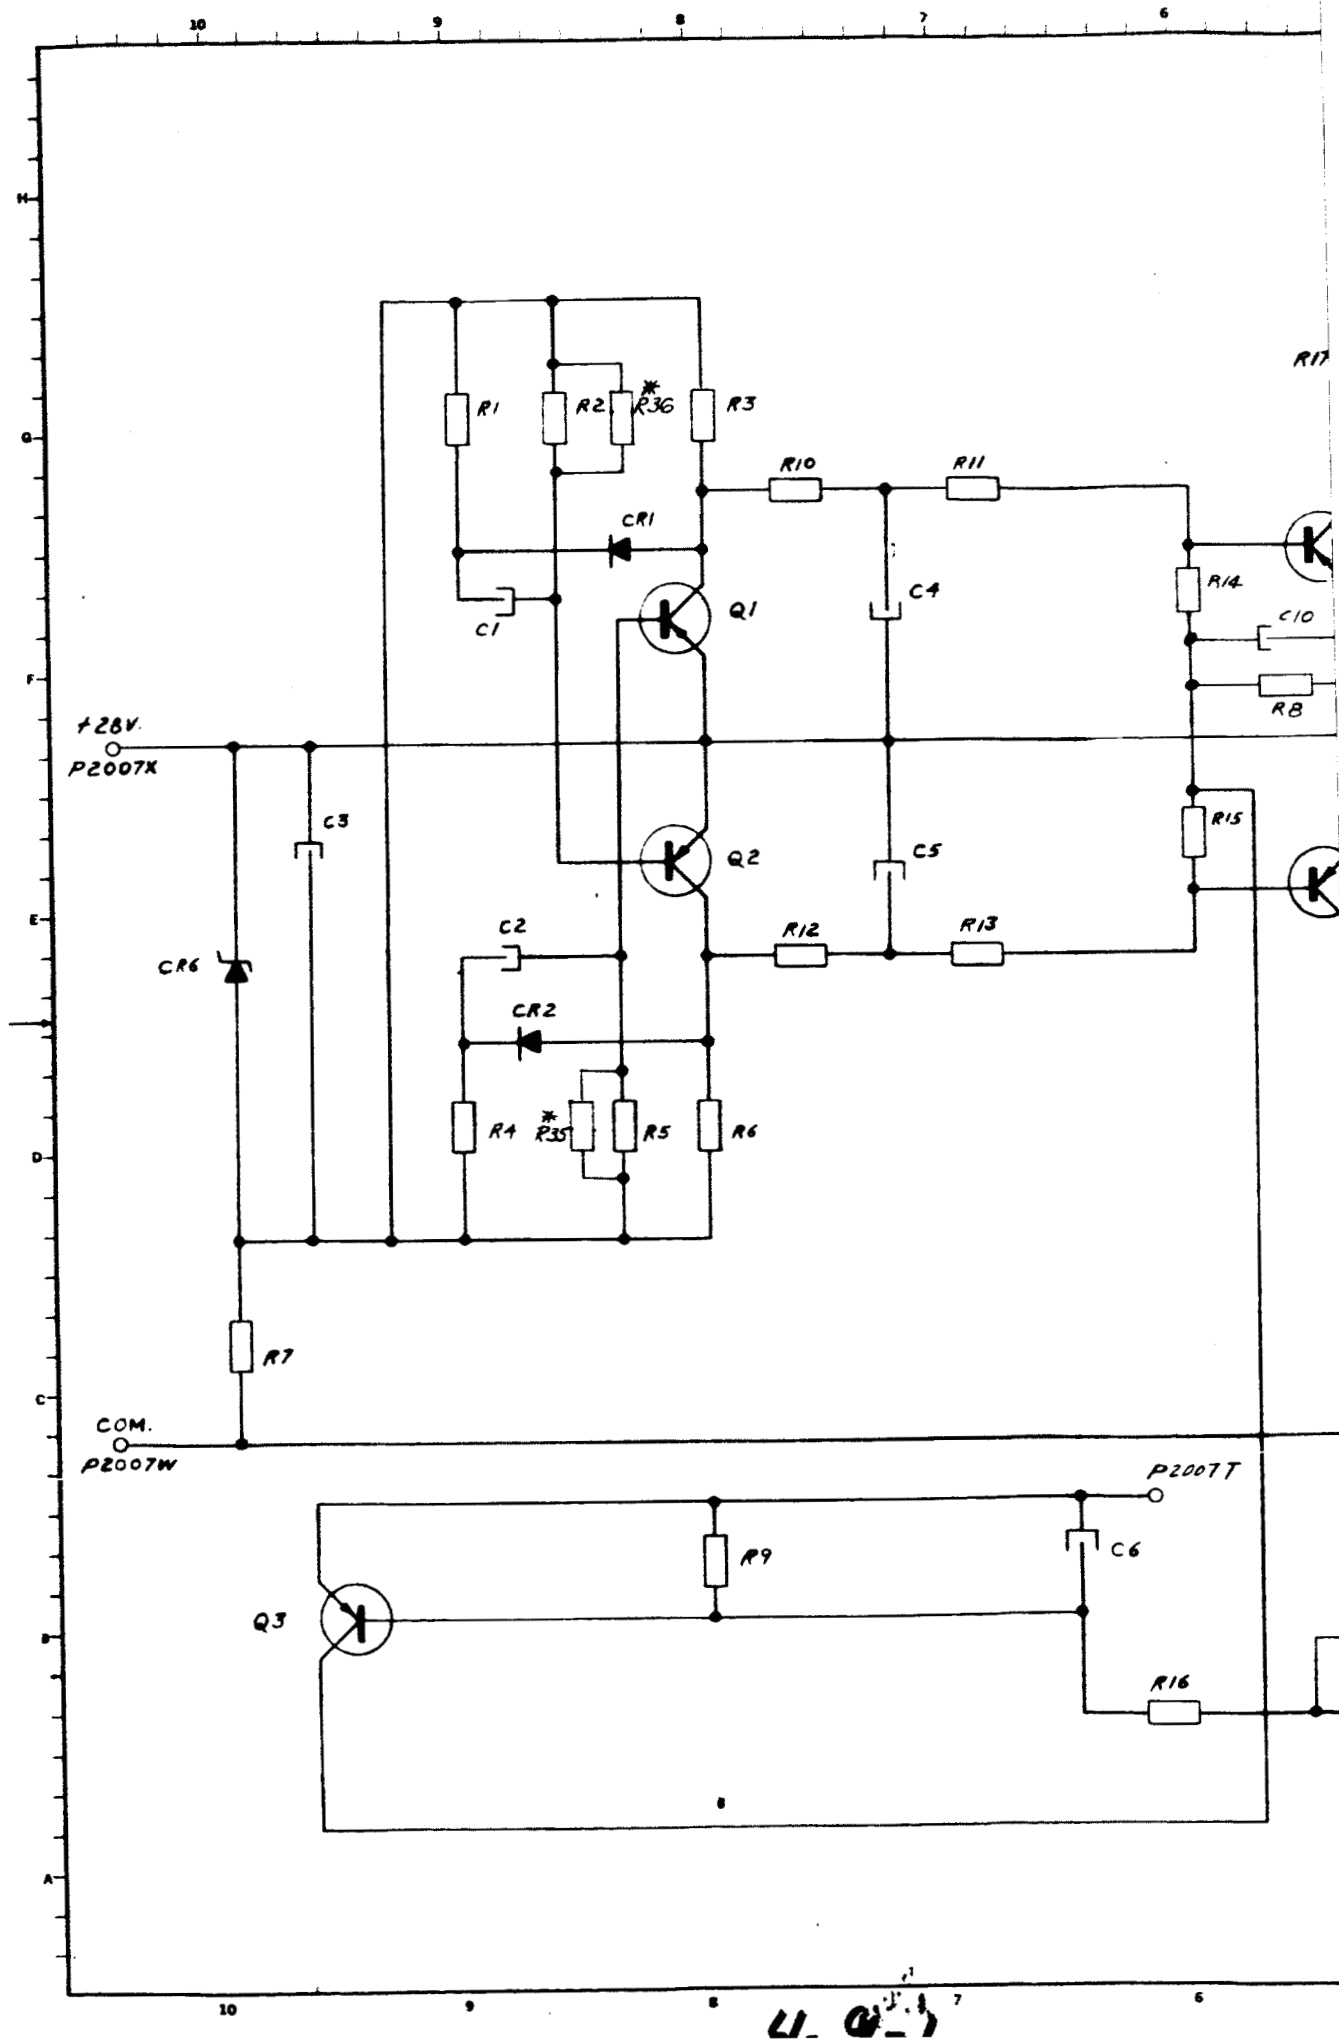 10 9 8 7 6
H
R17
*
R1 R2 R36 R3
G
R10 R11
CR1
R14
C4
Q1
C1
C10
F
R8
+28V.
P2007X
C3
R15
C5
Q2
E
C2
R12 R13
CR6
CR2
*
R4 R35 R5 R6
D
R7
C
COM.
P2007W
P2007T
R9
C6
Q3
B
R16
A
10 9 8 7 6